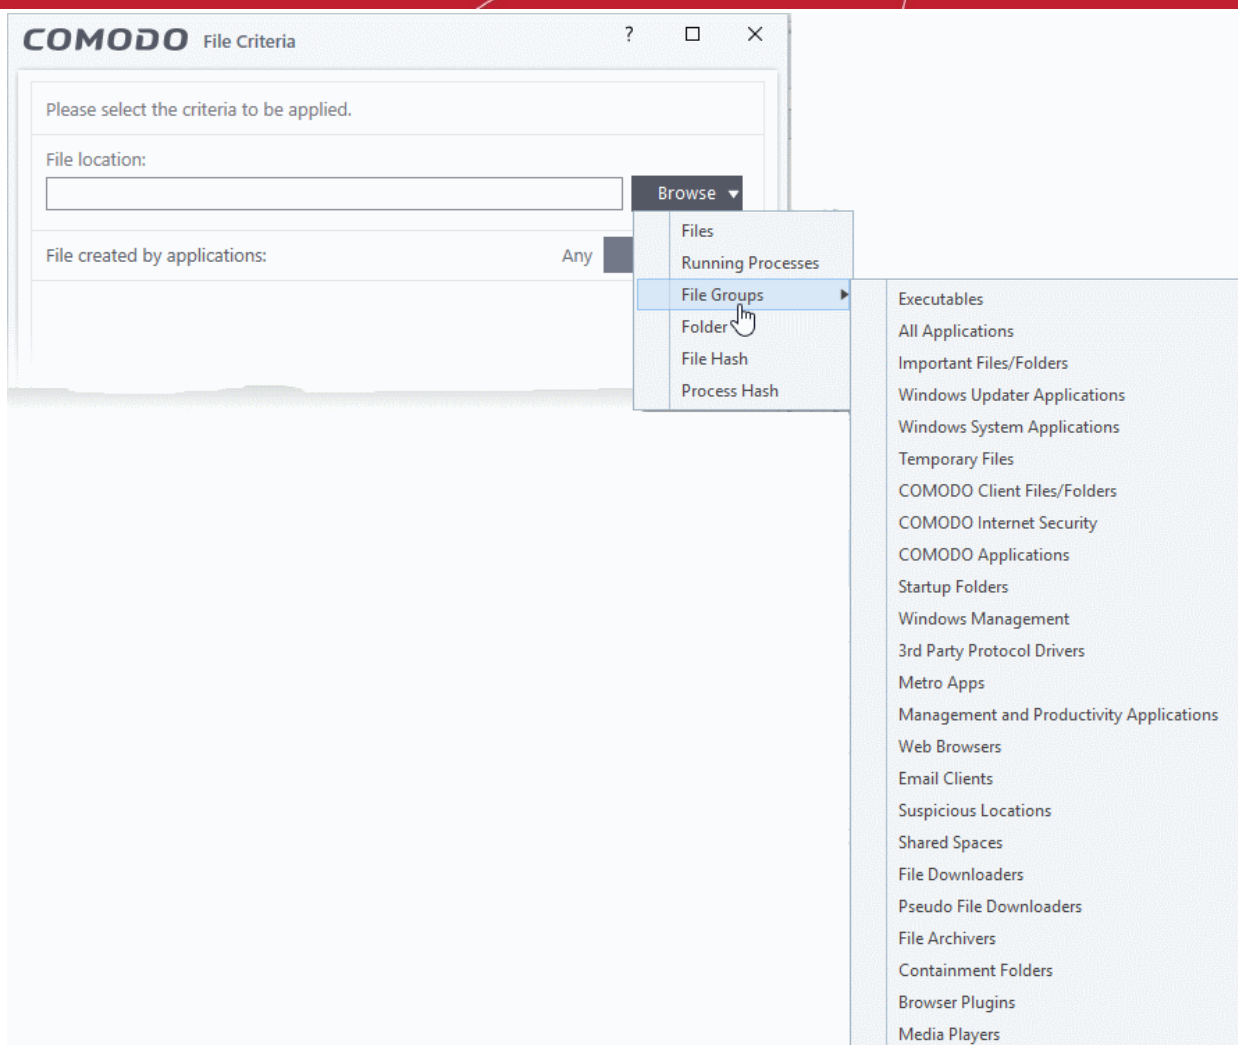 COMODO File Criteria ?
Please select the criteria to be applied.
File location:
Browse
File created by applications: Any
Files
Running Processes
File Groups
Folder
File Hash
Process Hash
Executables
All Applications
Important Files/Folders
Windows Updater Applications
Windows System Applications
Temporary Files
COMODO Client Files/Folders
COMODO Internet Security
COMODO Applications
Startup Folders
Windows Management
3rd Party Protocol Drivers
Metro Apps
Management and Productivity Applications
Web Browsers
Email Clients
Suspicious Locations
Shared Spaces
File Downloaders
Pseudo File Downloaders
File Archivers
Containment Folders
Browser Plugins
Media Players